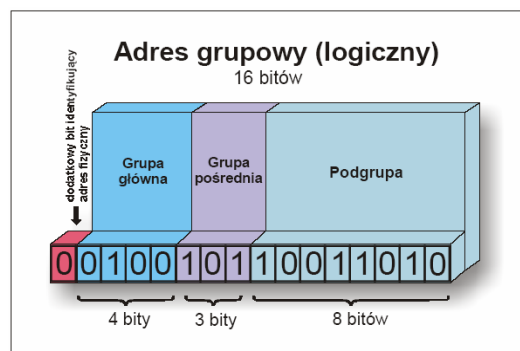 Adres grupowy (logiczny)
16 bitów
dodatkowy bit identyfikujący
adres fizyczny
Grupa
główna
Grupa
pośrednia
Podgrupa
0 0 1 0 0 1 0 1 1 0 0 1 1 0 1 0
4 bity
3 bity
8 bitów